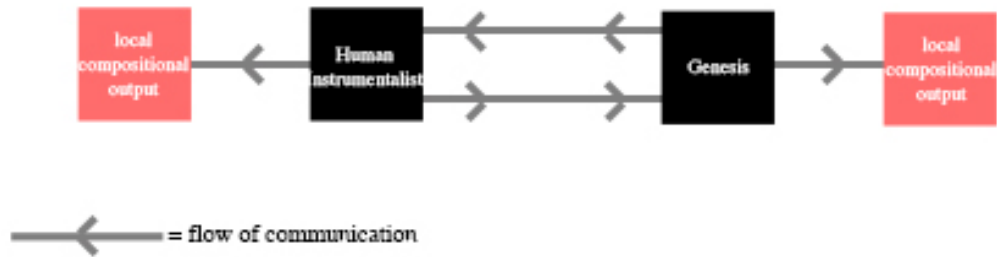 local
compositional
output
Human
Instrumentalist
Genesis
local
compositional
output
= flow of communication